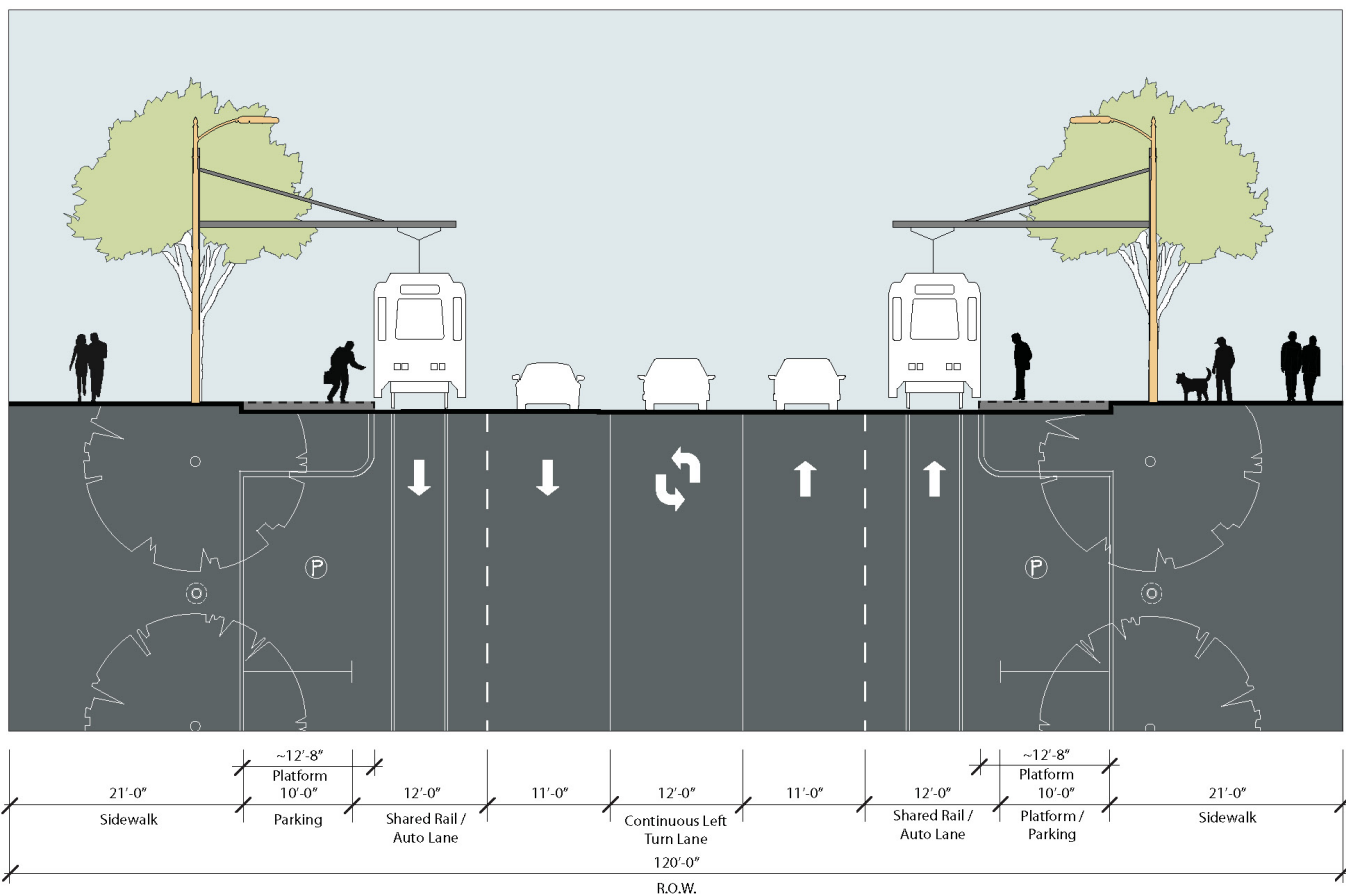 P
P
~12'-8"
Platform
~12'-8"
Platform
21'-0"
10'-0"
12'-0"
11'-0"
12'-0"
11'-0"
12'-0"
10'-0"
21'-0"
Sidewalk
Parking
Shared Rail /
Auto Lane
Continuous Left
Turn Lane
Shared Rail /
Auto Lane
Platform /
Parking
Sidewalk
120'-0"
R.O.W.